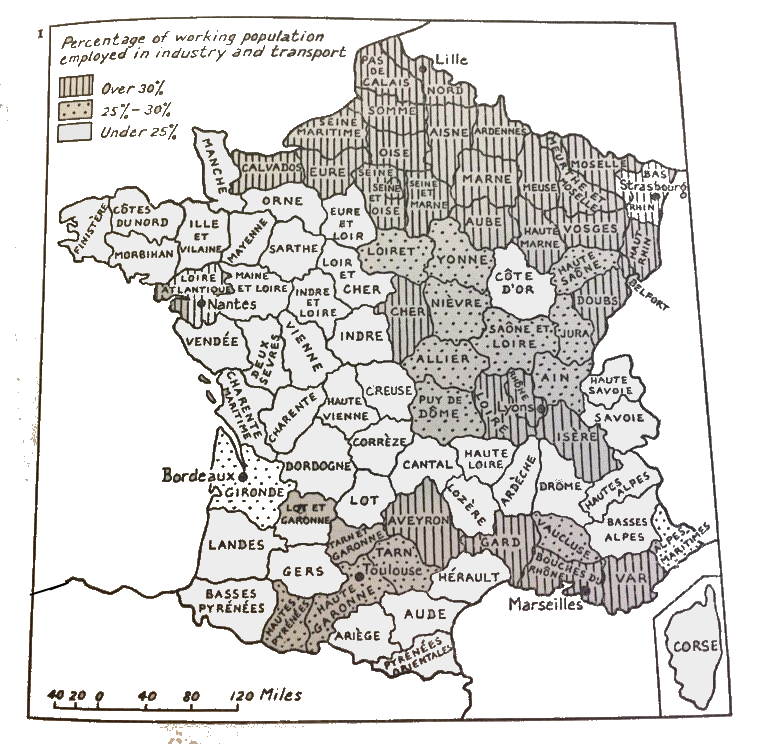 1
Percentage of working population
employed in industry and transport
Over 30%
25%-30%
Under 25%
Lille
PAS
DE
CALAIS
NORD
SOMME
SEINE
MARITIME
AISNE
ARDENNES
OISE
MANCHE
CALVADOS
EURE
SEINE
SEINE
ET
OISE
SEINE
ET
MARNE
MARNE
MEUSE
MEURTHE ET
MOSELLE
MOSELLE
BAS
Strasbourg
RHIN
ORNE
EURE
ET
LOIR
AUBE
HAUTE
MARNE
VOSGES
HAUT
RHIN
FINISTÈRE
CÔTES
DU NORD
ILLE
ET
VILAINE
MAYENNE
SARTHE
MORBIHAN
LOIRET
YONNE
HAUTE
SAÔNE
BELFORT
LOIR
ET
CHER
CÔTE
D'OR
DOUBS
LOIRE
ATLANTIQUE
Nantes
MAINE
ET LOIRE
INDRE
ET
LOIRE
CHER
NIÈVRE
VENDÉE
DEUX
SEVRES
VIENNE
INDRE
SAÔNE ET
LOIRE
JURA
ALLIER
AIN
HAUTE
SAVOIE
CHARENTE
MARITIME
CHARENTE
HAUTE
VIENNE
CREUSE
PUY DE
DÔME
LOIRE
RHÔNE
Lyons
SAVOIE
ISÈRE
CORRÈZE
Bordeaux
GIRONDE
DORDOGNE
CANTAL
HAUTE
LOIRE
ARDÈCHE
DRÔME
HAUTES
ALPES
LOT
LOZÈRE
LOT ET
GARONNE
AVEYRON
BASSES
ALPES
ALPES
MARITIMES
LANDES
TARN ET
GARONNE
GARD
VAUCLUSE
TARN
GERS
Toulouse
HÉRAULT
BOUCHES DU
RHÔNE
VAR
BASSES
PYRÉNÉES
HAUTES
PYRÉNÉES
HAUTE
GARONNE
Marseilles
AUDE
ARIÈGE
PYRÉNÉES
ORIENTALES
CORSE
40 20 0 40 80 120 Miles